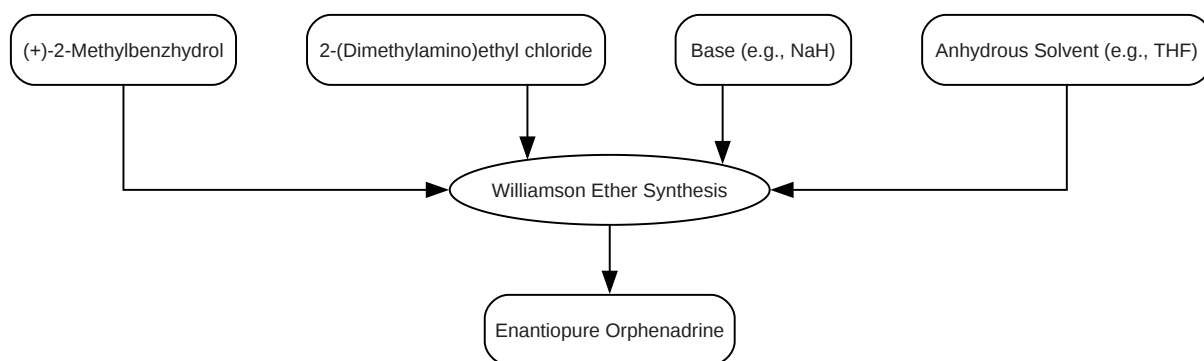 (+)-2-Methylbenzhydrol
2-(Dimethylamino)ethyl chloride
Base (e.g., NaH)
Anhydrous Solvent (e.g., THF)
Williamson Ether Synthesis
Enantiopure Orphenadrine